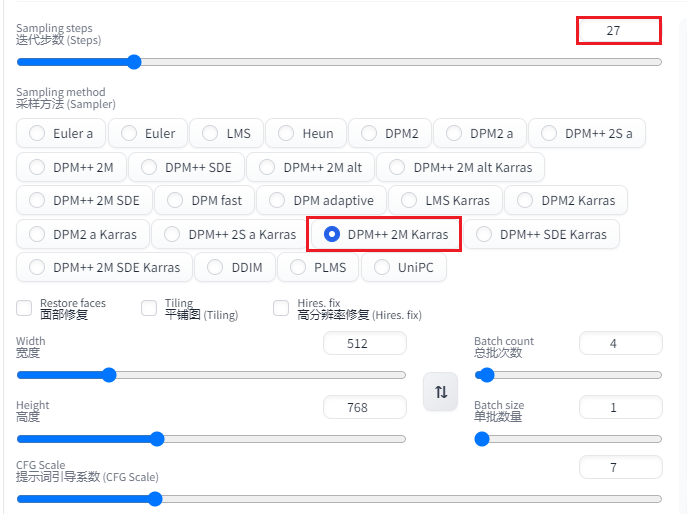 Sampling steps
迭代步数 (Steps)
27
Sampling method
采样方法 (Sampler)
Euler a Euler LMS Heun DPM2 DPM2 a DPM++ 2S a
DPM++ 2M DPM++ SDE DPM++ 2M alt DPM++ 2M alt Karras
DPM++ 2M SDE DPM fast DPM adaptive LMS Karras DPM2 Karras
DPM2 a Karras DPM++ 2S a Karras DPM++ 2M Karras DPM++ SDE Karras
DPM++ 2M SDE Karras DDIM PLMS UniPC
Restore faces
面部修复
Tiling
平铺图 (Tiling)
Hires. fix
高分辨率修复 (Hires. fix)
Width
宽度
512
Batch count
总批次数
4
Height
高度
768
Batch size
单批数量
1
CFG Scale
提示词引导系数 (CFG Scale)
7